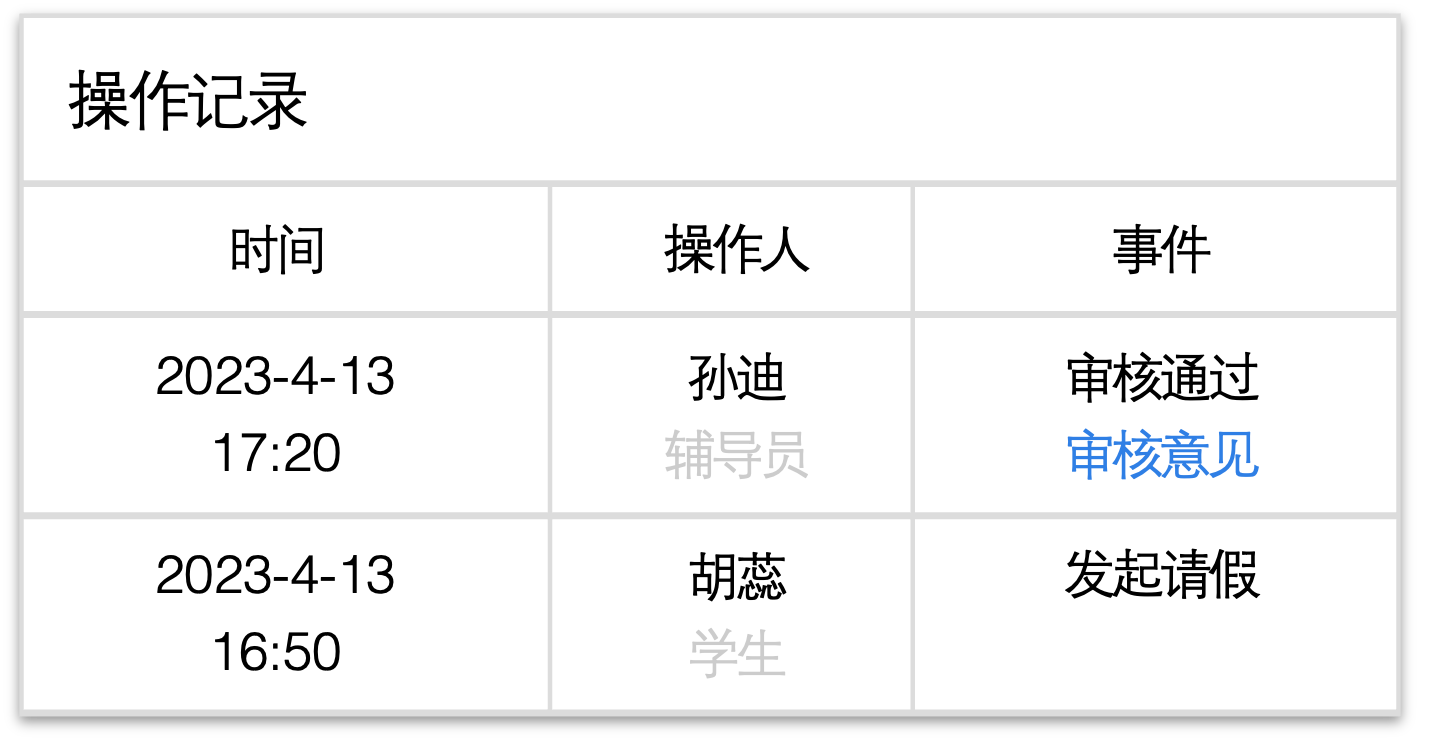 操作记录
时间 操作人 事件
2023-4-13 孙迪 审核通过
17:20 辅导员 审核意见
2023-4-13 胡蕊 发起请假
16:50 学生